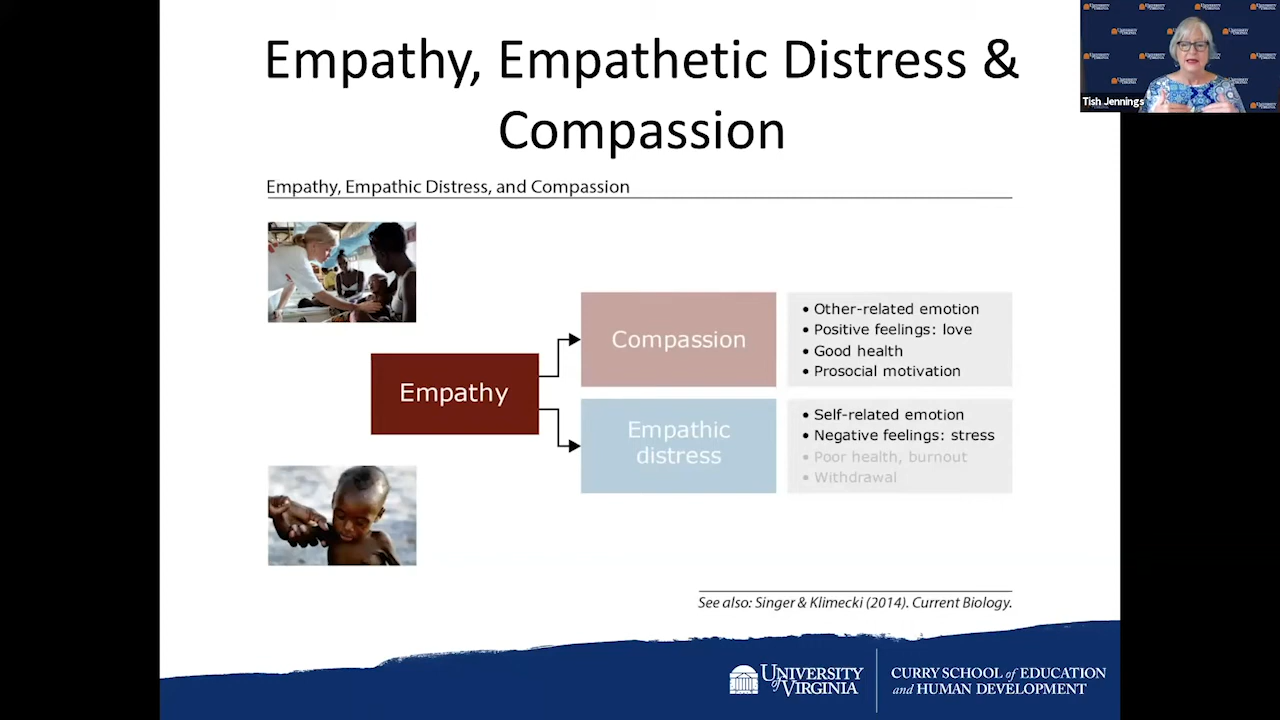 Empathy, Empathetic Distress &
Compassion
Empathy, Empathic Distress, and Compassion
Tish Jennings
Empathy
Compassion
• Other-related emotion
• Positive feelings: love
• Good health
• Prosocial motivation
Empathic
distress
• Self-related emotion
• Negative feelings: stress
• Poor health, burnout
• Withdrawal
See also: Singer & Klimecki (2014). Current Biology.
UNIVERSITY
of VIRGINIA
CURRY SCHOOL of EDUCATION
and HUMAN DEVELOPMENT